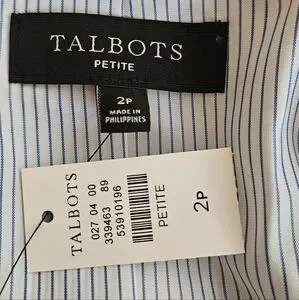 TALBOTS
PETITE
2P
MADE IN
PHILIPPINES
TALBOTS
027 04 00 89
339463
53910196
PETITE
2P